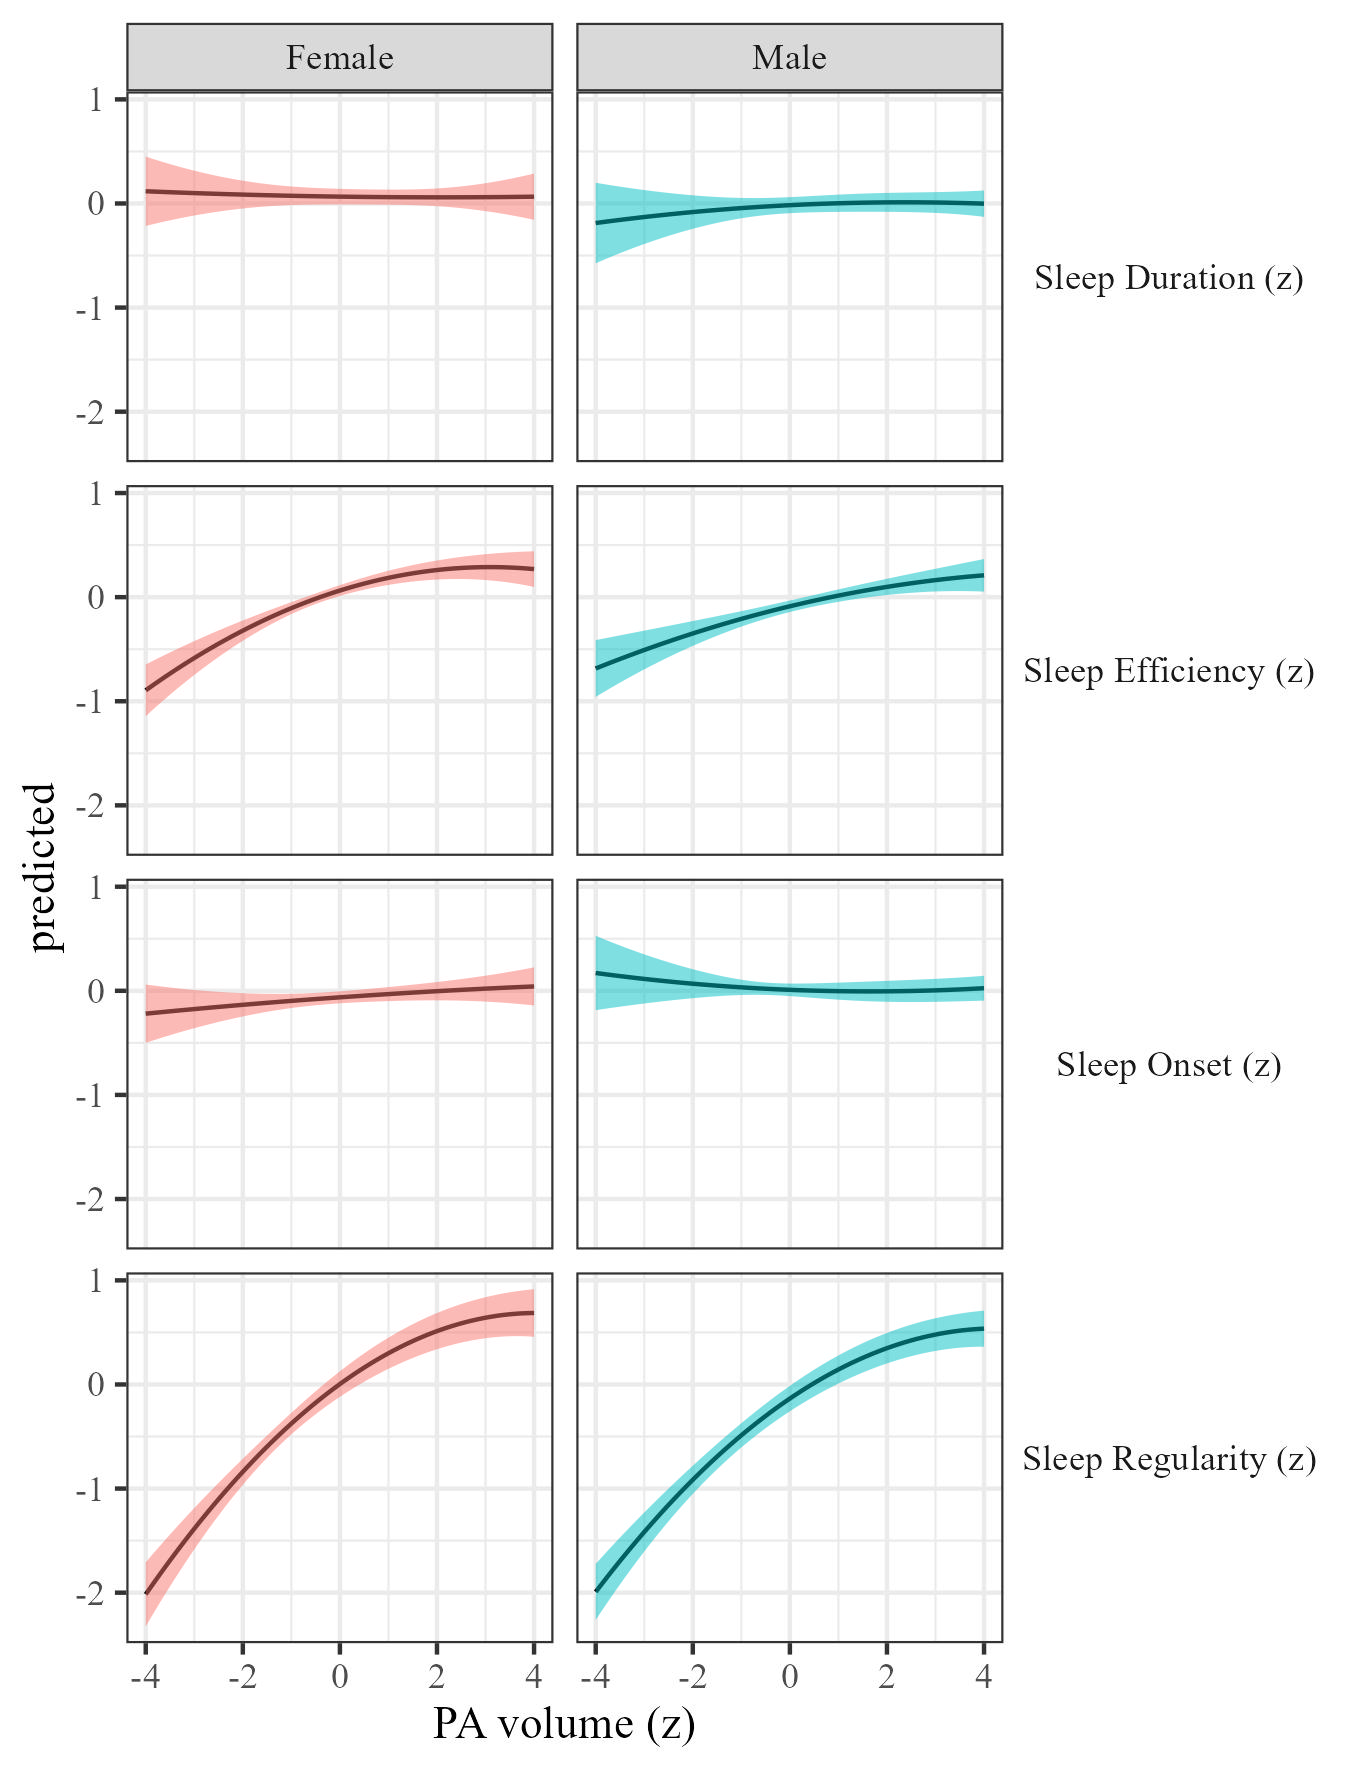 Female
Male
1
0
-1
-2
Sleep Duration (z)
1
0
-1
-2
Sleep Efficiency (z)
predicted
1
0
-1
-2
Sleep Onset (z)
1
0
-1
-2
Sleep Regularity (z)
-4 -2 0 2 4
-4 -2 0 2 4
PA volume (z)